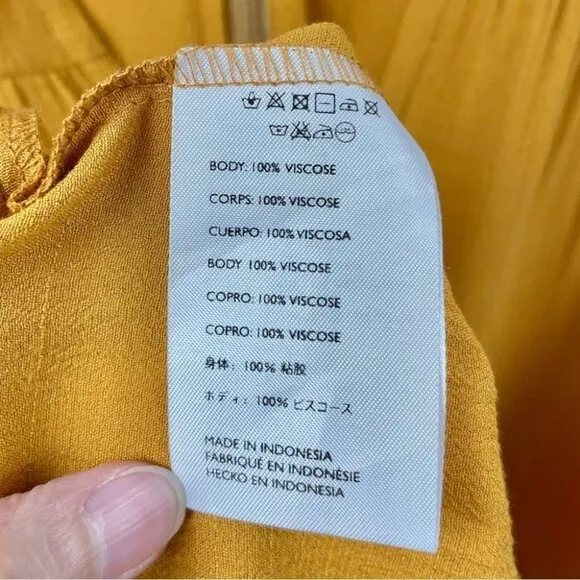 BODY: 100% VISCOSE
CORPS: 100% VISCOSE
CUERPO: 100% VISCOSA
BODY 100% VISCOSE
COPRO: 100% VISCOSE
COPRO: 100% VISCOSE
身体: 100% 粘胶
ボディ: 100% ビスコース
MADE IN INDONESIA
FABRIQUÉ EN INDONÉSIE
HECKO EN INDONESIA